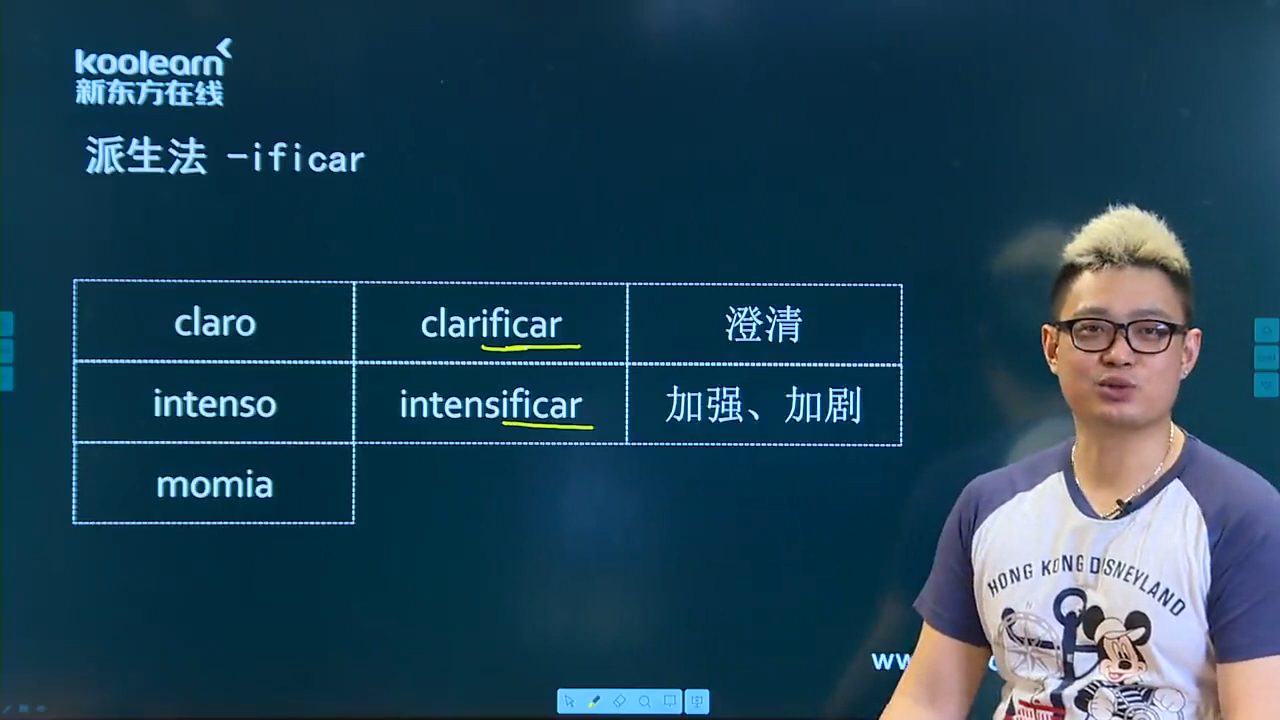 koolearn
新东方在线
派生法 -ificar
claro clarificar 澄清
intenso intensificar 加强、加剧
momia
HONG KONG DISNEYLAND